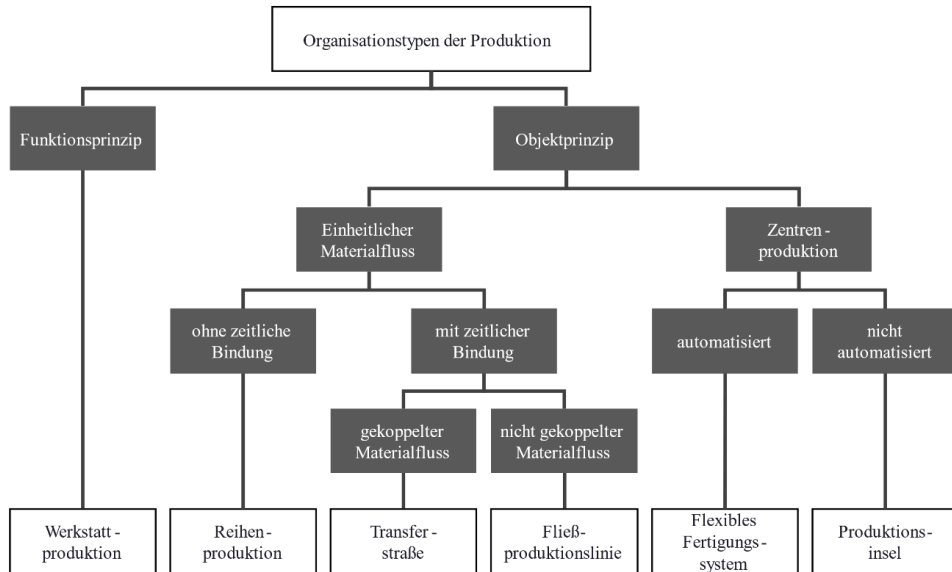 Organisationstypen der Produktion
Funktionsprinzip
Objektprinzip
Einheitlicher
Materialfluss
Zentren-
produktion
ohne zeitliche
Bindung
mit zeitlicher
Bindung
automatisiert
nicht
automatisiert
gekoppelter
Materialfluss
nicht gekoppelter
Materialfluss
Werkstatt-
produktion
Reihen-
produktion
Transfer-
straße
Fließ-
produktionslinie
Flexibles
Fertigungs-
system
Produktions-
insel